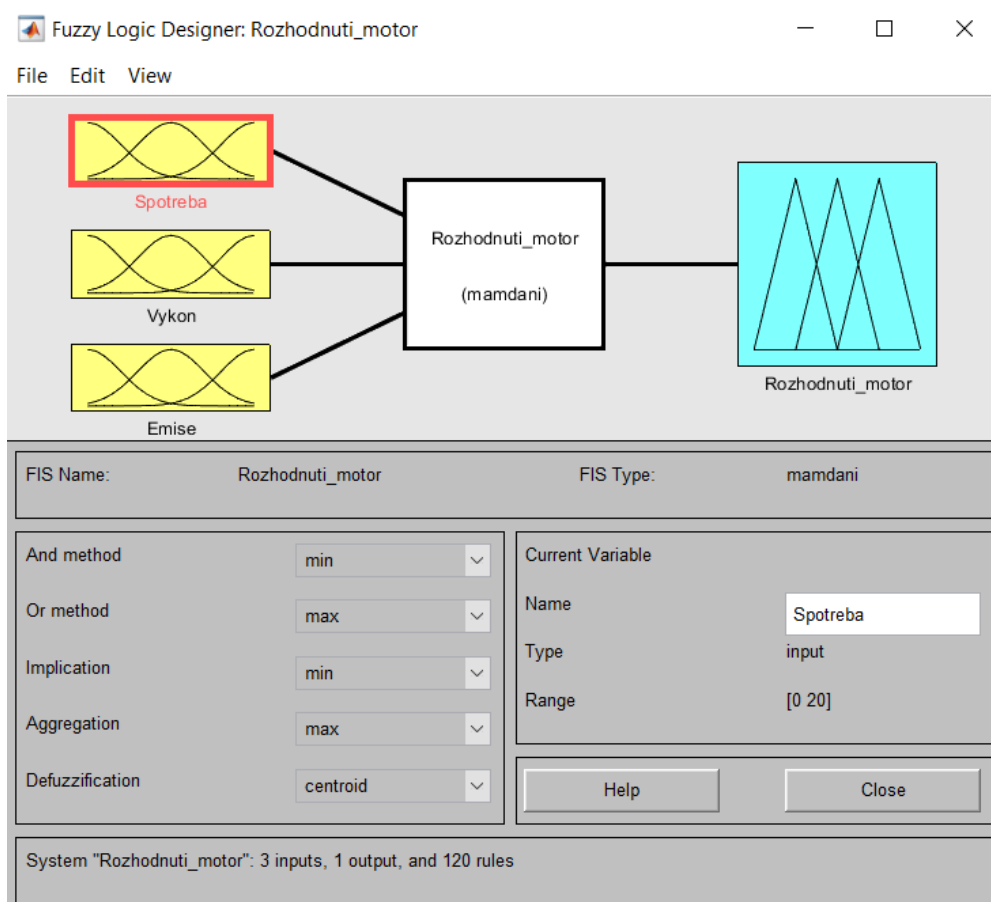 Fuzzy Logic Designer: Rozhodnuti_motor
File Edit View
Spotreba
Vykon
Emise
Rozhodnuti_motor
(mamdani)
Rozhodnuti_motor
FIS Name: Rozhodnuti_motor FIS Type: mamdani
And method min
Or method max
Implication min
Aggregation max
Defuzzification centroid
Current Variable
Name Spotreba
Type input
Range [0 20]
Help Close
System "Rozhodnuti_motor": 3 inputs, 1 output, and 120 rules